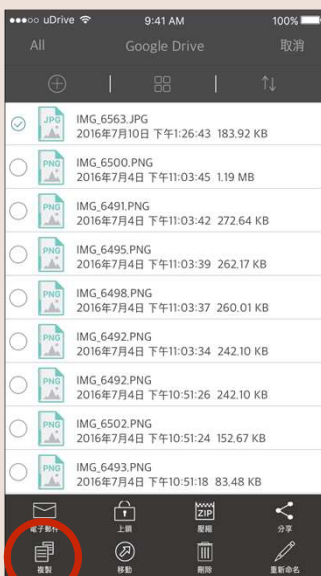 uDrive 9:41 AM 100%
All Google Drive 取消
JPG IMG_6563.JPG
2016年7月10日 下午1:26:43 183.92 KB
PNG IMG_6500.PNG
2016年7月4日 下午11:03:45 1.19 MB
PNG IMG_6491.PNG
2016年7月4日 下午11:03:42 272.64 KB
PNG IMG_6495.PNG
2016年7月4日 下午11:03:39 262.17 KB
PNG IMG_6498.PNG
2016年7月4日 下午11:03:37 260.01 KB
PNG IMG_6492.PNG
2016年7月4日 下午11:03:34 242.10 KB
PNG IMG_6492.PNG
2016年7月4日 下午10:51:26 242.10 KB
PNG IMG_6502.PNG
2016年7月4日 下午10:51:24 152.67 KB
PNG IMG_6493.PNG
2016年7月4日 下午10:51:18 83.48 KB
ZIP
電子郵件 上鎖 壓縮 分享
複製 移動 刪除 重新命名